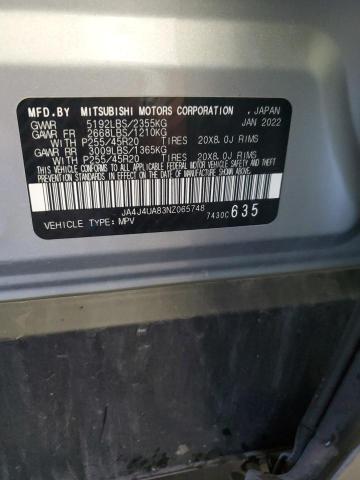 MFD.BY MITSUBISHI MOTORS CORPORATION , JAPAN
GVWR 5192LBS/2355KG JAN 2022
GAWR FR 2668LBS/1210KG
WITH P255/45R20 TIRES 20X8.0J RIMS
GAWR RR 3009LBS/1365KG
WITH P255/45R20 TIRES 20X8.0J RIMS
THIS VEHICLE CONFORMS TO ALL APPLICABLE FEDERAL
MOTOR VEHICLE SAFETY
STANDARDS IN EFFECT ON THE DATE OF MANUFACTURE SHOWN ABOVE.
JA4J4UA83NZ065748
VEHICLE TYPE: MPV 7430C 635